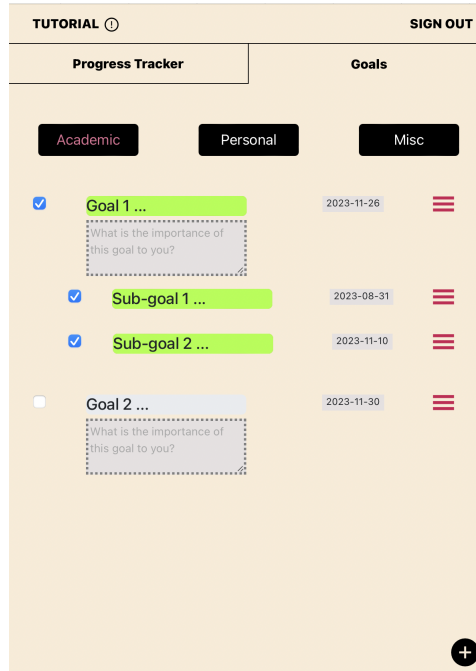 TUTORIAL
SIGN OUT
Progress Tracker
Goals
Academic
Personal
Misc
Goal 1 ...
2023-11-26
What is the importance of
this goal to you?
Sub-goal 1 ...
2023-08-31
Sub-goal 2 ...
2023-11-10
Goal 2 ...
2023-11-30
What is the importance of
this goal to you?